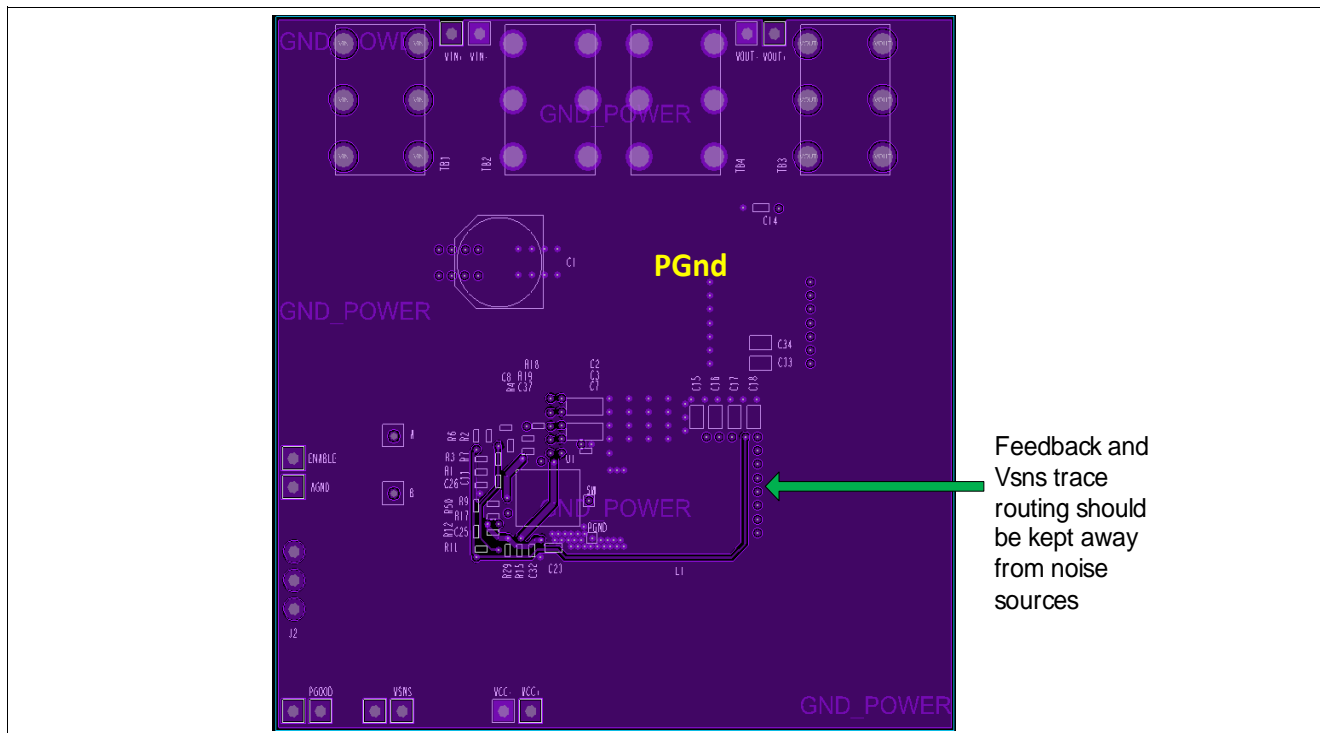 GND_POWER
VIN+ VIN-
VOUT- VOUT+
VIN
VIN
VIN
VIN
VIN
VOUT VOUT
VOUT VOUT
VOUT VOUT
GND_POWER
TB1
TB2
TB4
TB3
C14
C1
PGnd
GND_POWER
C34
C33
R18
C8 R19
R4 C37
C2
C3
C7
C15
C16
C17
C18
A
R6
R2
ENABLE
R3
R7
R1
C11
C26
U1
AGND
B
R50
R9
R17
SW
GND_POWER
R12
C25
PGND
R11
R29
R15
C32
C23
L1
J2
Feedback and
Vsns trace
routing should
be kept away
from noise
sources
PGOOD
VSNS
VCC- VCC+
GND_POWER